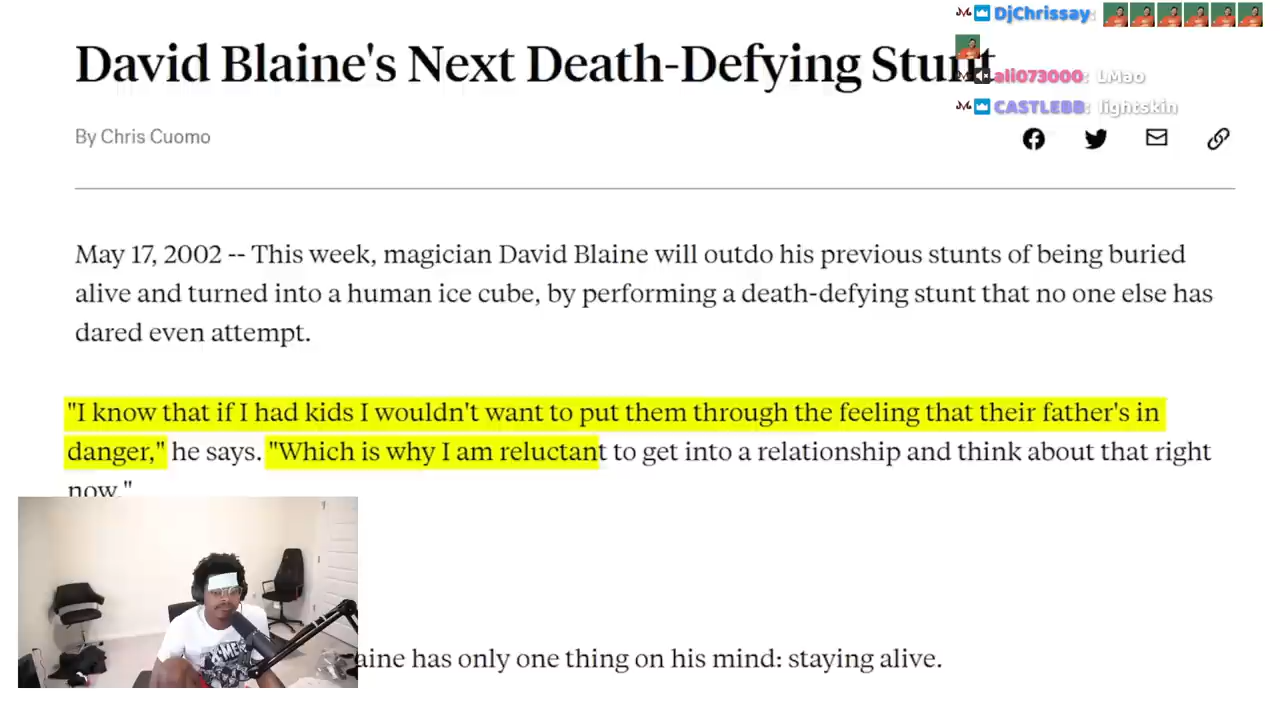 DjChrissay:
David Blaine's Next Death-Defying Stunt
ali073000: LMao
CASTLEBB: lightskin
By Chris Cuomo
May 17, 2002 -- This week, magician David Blaine will outdo his previous stunts of being buried
alive and turned into a human ice cube, by performing a death-defying stunt that no one else has
dared even attempt.
"I know that if I had kids I wouldn't want to put them through the feeling that their father's in
danger," he says. "Which is why I am reluctant to get into a relationship and think about that right
now."
aine has only one thing on his mind: staying alive.